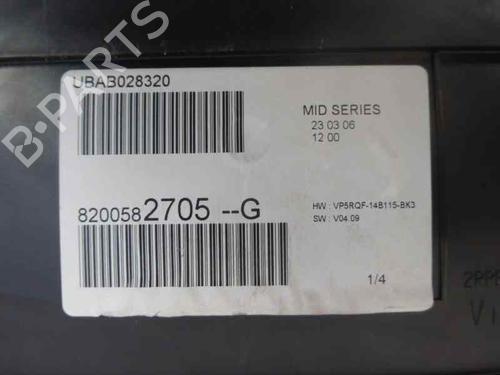 UBAB028320
MID SERIES
23 03 06
12 00
8200582705 --G
HW : VP5RQF-14B115-BK3
SW : V04.09
1/4
B-PARTS